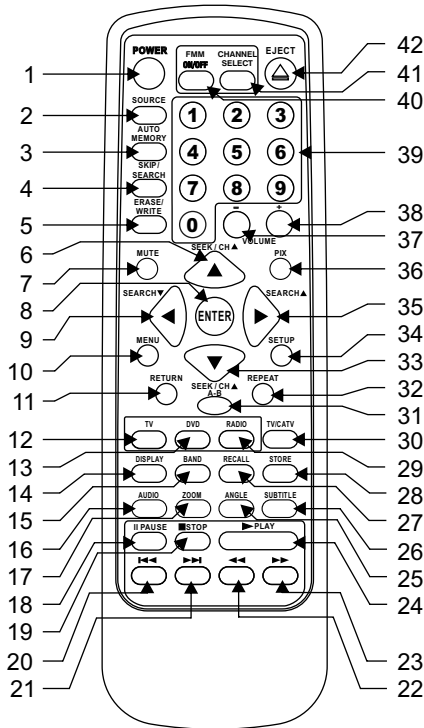 POWER FMM ON/OFF CHANNEL SELECT EJECT 42
1 41
SOURCE 40
2 1 2 3
AUTO MEMORY
3 4 5 6 39
SKIP/ SEARCH
4 7 8 9
ERASE/ WRITE
5 0 - + 38
6 SEEK/CH▲ VOLUME 37
7 MUTE PIX 36
8 SEARCH▼ SEARCH▲ 35
9 ENTER 34
MENU SETUP
10 33
RETURN SEEK/CH▲ REPEAT 32
11 A-B 31
12 TV DVD RADIO TV/CATV 30
13 29
14 DISPLAY BAND RECALL STORE 28
15 27
16 AUDIO ZOOM ANGLE SUBTITLE 26
17 25
18 II PAUSE ■STOP ►PLAY 24
19
20 23
21 22